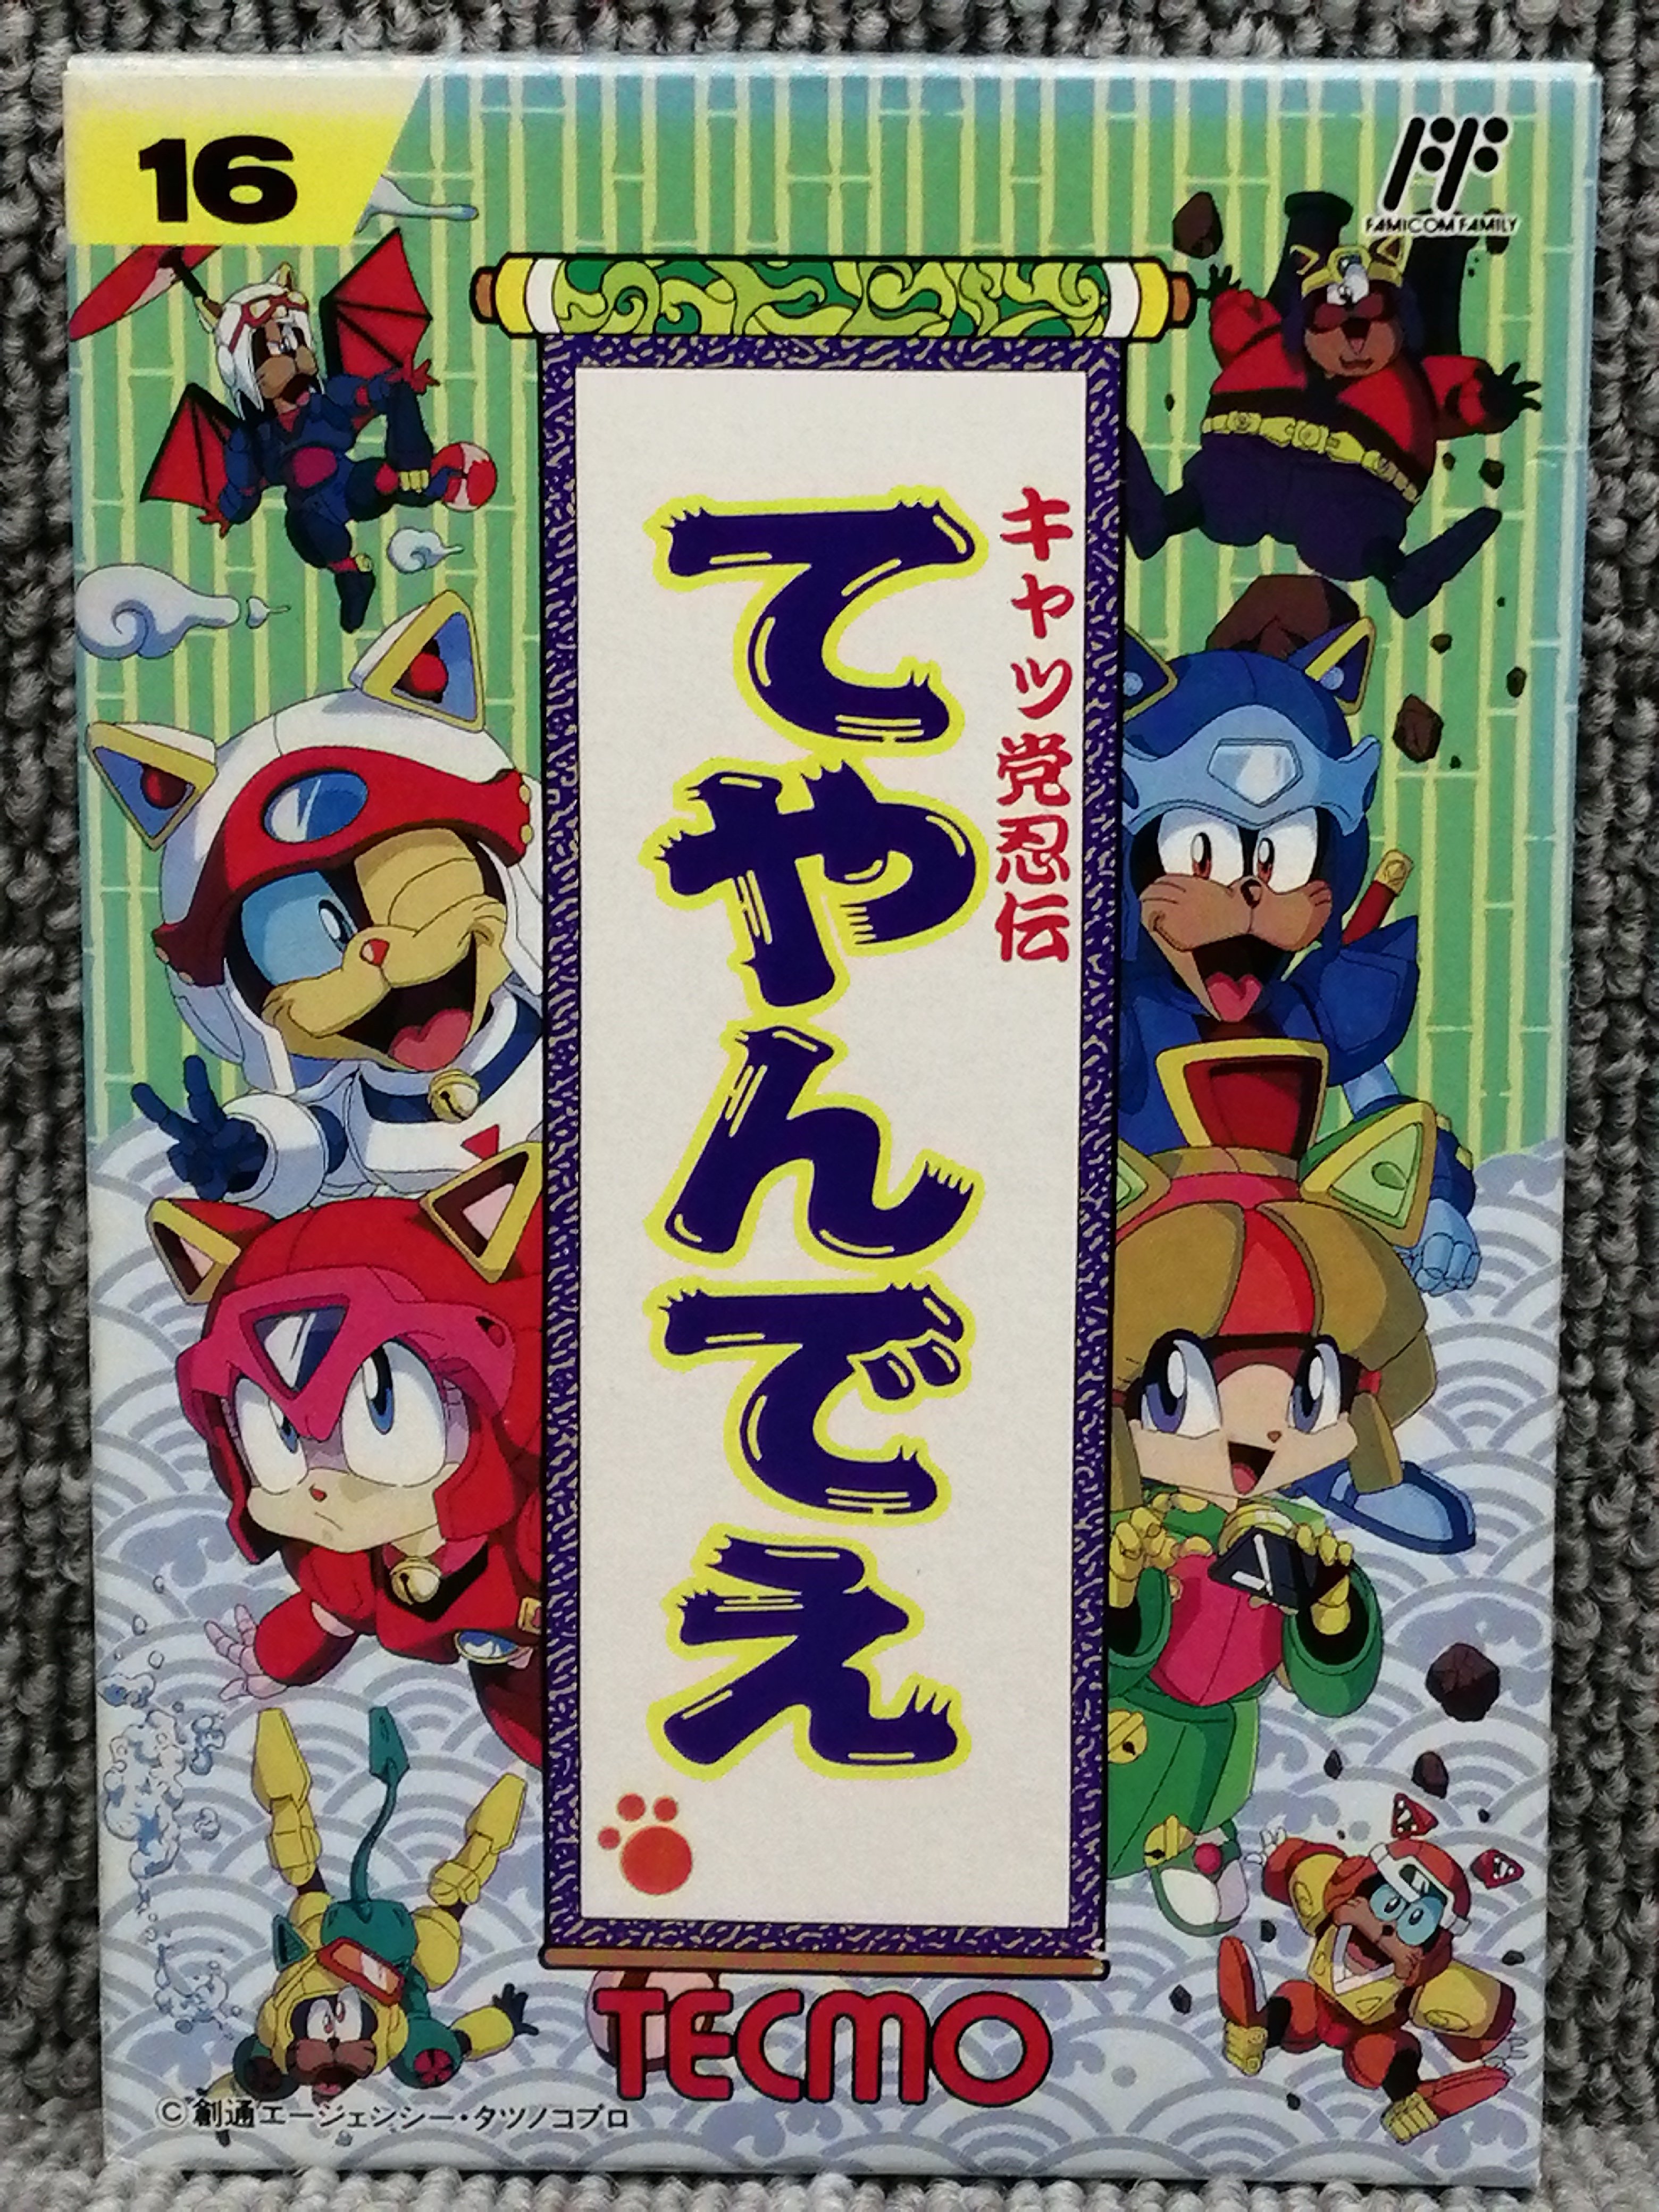 16
FAMICOM FAMILY
キャッ党忍伝
てやんでえ
TECMO
©創通エージェンシー・タツノコプロ